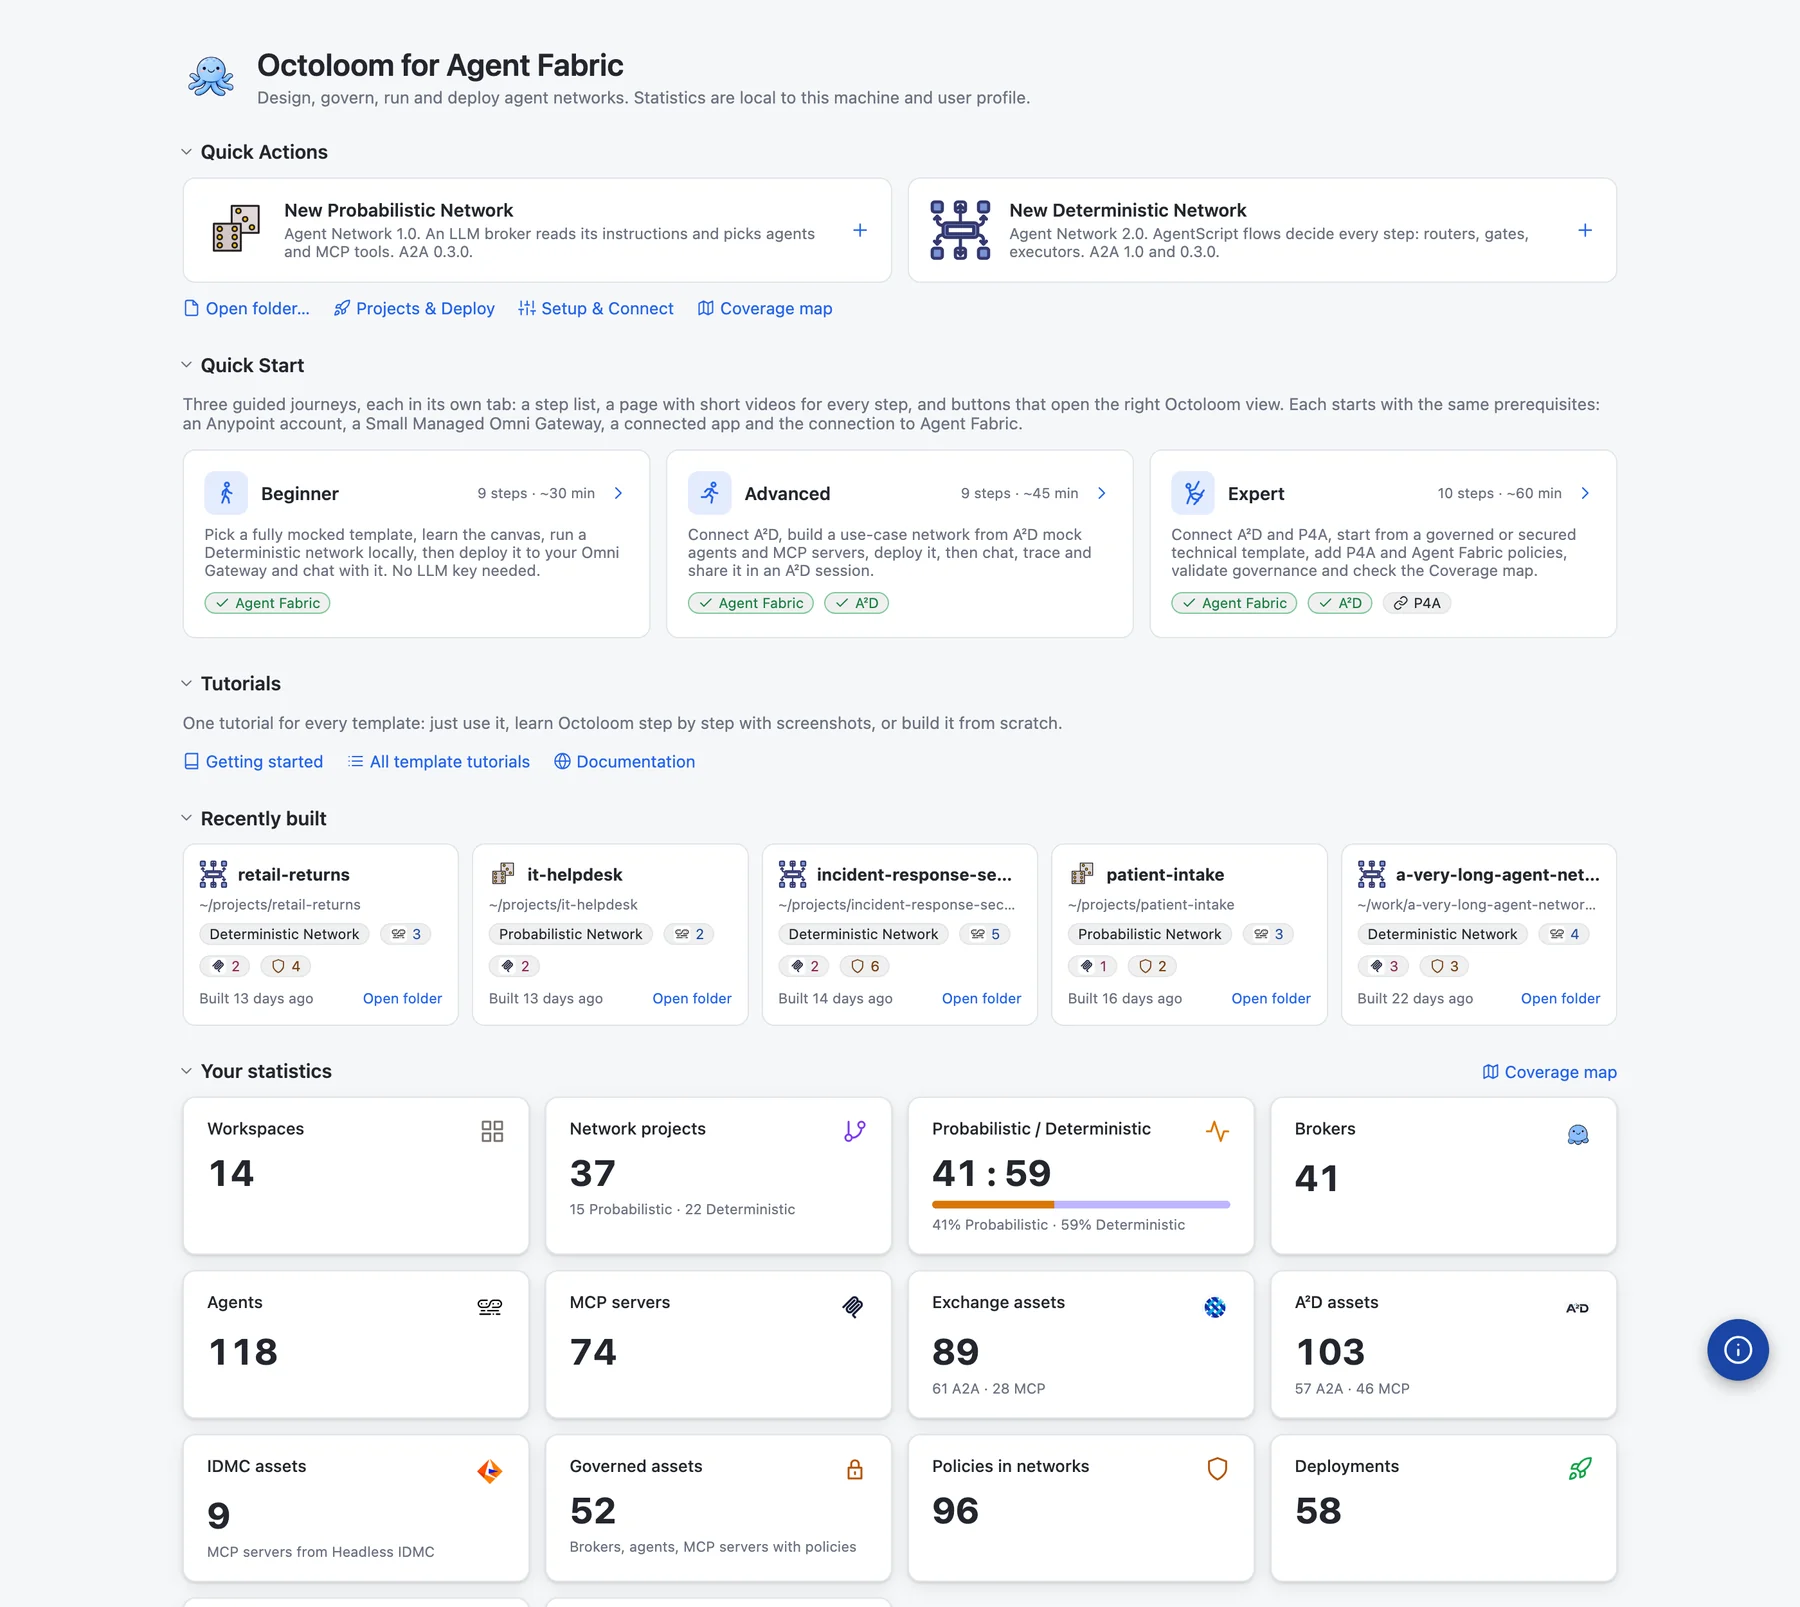 Octoloom for Agent Fabric
Design, govern, run and deploy agent networks. Statistics are local to this machine and user profile.
Quick Actions
New Probabilistic Network
Agent Network 1.0. An LLM broker reads its instructions and picks agents
and MCP tools. A2A 0.3.0.
New Deterministic Network
Agent Network 2.0. AgentScript flows decide every step: routers, gates,
executors. A2A 1.0 and 0.3.0.
Open folder...
Projects & Deploy
Setup & Connect
Coverage map
Quick Start
Three guided journeys, each in its own tab: a step list, a page with short videos for every step, and buttons that open the right Octoloom view. Each starts with the same prerequisites:
an Anypoint account, a Small Managed Omni Gateway, a connected app and the connection to Agent Fabric.
Beginner
9 steps · ~30 min
Pick a fully mocked template, learn the canvas, run a
Deterministic network locally, then deploy it to your Omni
Gateway and chat with it. No LLM key needed.
Agent Fabric
Advanced
9 steps · ~45 min
Connect A²D, build a use-case network from A²D mock
agents and MCP servers, deploy it, then chat, trace and
share it in an A²D session.
Agent Fabric
A²D
Expert
10 steps · ~60 min
Connect A²D and P4A, start from a governed or secured
technical template, add P4A and Agent Fabric policies,
validate governance and check the Coverage map.
Agent Fabric
A²D
P4A
Tutorials
One tutorial for every template: just use it, learn Octoloom step by step with screenshots, or build it from scratch.
Getting started
All template tutorials
Documentation
Recently built
retail-returns
~/projects/retail-returns
Deterministic Network
3
2
4
Built 13 days ago
Open folder
it-helpdesk
~/projects/it-helpdesk
Probabilistic Network
2
2
Built 13 days ago
Open folder
incident-response-se...
~/projects/incident-response-sec...
Deterministic Network
5
2
6
Built 14 days ago
Open folder
patient-intake
~/projects/patient-intake
Probabilistic Network
3
1
2
Built 16 days ago
Open folder
a-very-long-agent-net...
~/work/a-very-long-agent-networ...
Deterministic Network
4
3
3
Built 22 days ago
Open folder
Your statistics
Coverage map
Workspaces
14
Network projects
37
15 Probabilistic · 22 Deterministic
Probabilistic / Deterministic
41 : 59
41% Probabilistic · 59% Deterministic
Brokers
41
Agents
118
MCP servers
74
Exchange assets
89
61 A2A · 28 MCP
A²D assets
A²D
103
57 A2A · 46 MCP
IDMC assets
9
MCP servers from Headless IDMC
Governed assets
52
Brokers, agents, MCP servers with policies
Policies in networks
96
Deployments
58